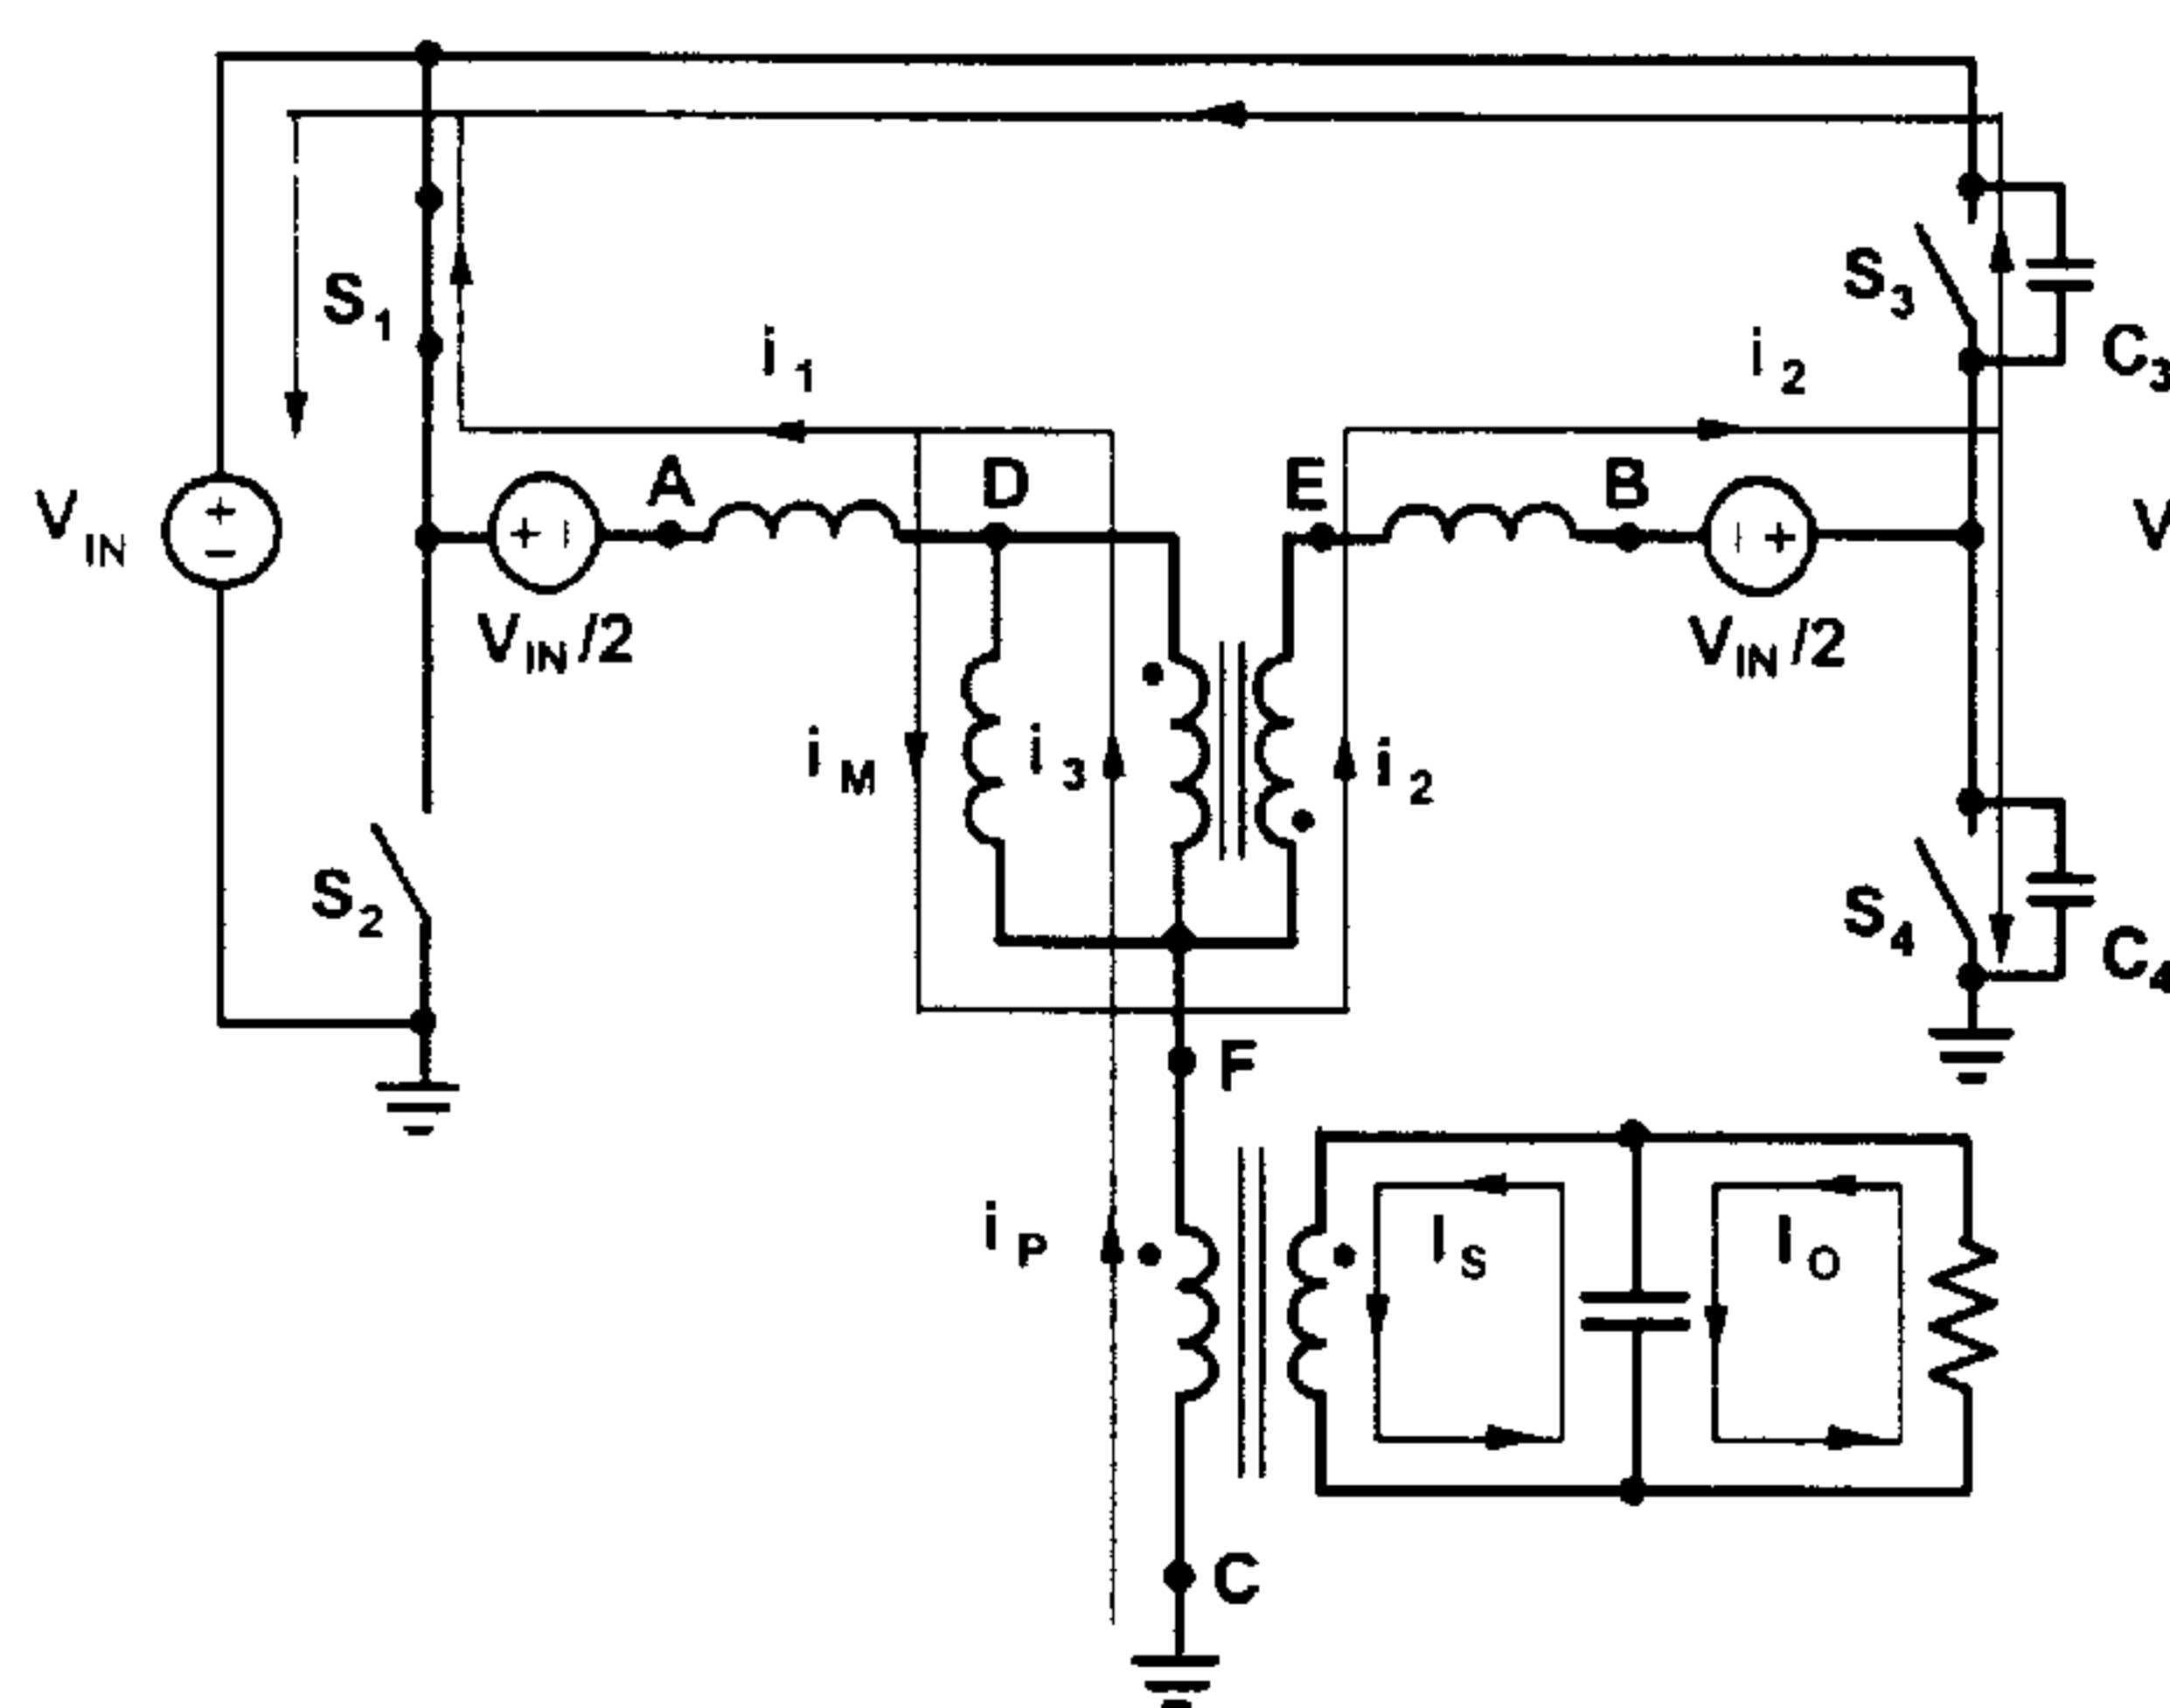 S1
S3
C3
i1
i2
VIN
+
−
A
D
E
B
V
+
+
VIN/2
VIN/2
iM
i3
i2
S2
S4
C4
F
iP
IS
IO
C